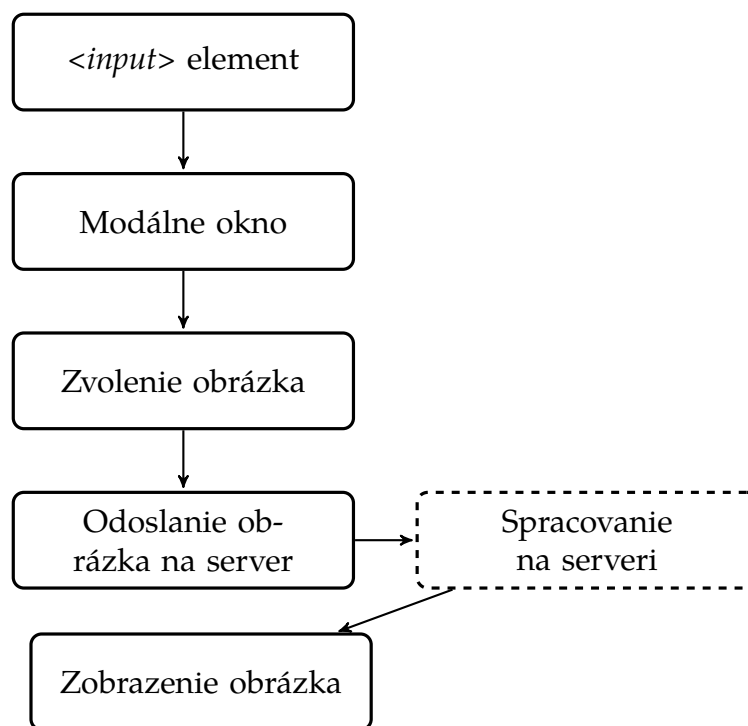 <input> element
Modálne okno
Zvolenie obrázka
Odoslanie ob-
rázka na server
Spracovanie
na serveri
Zobrazenie obrázka